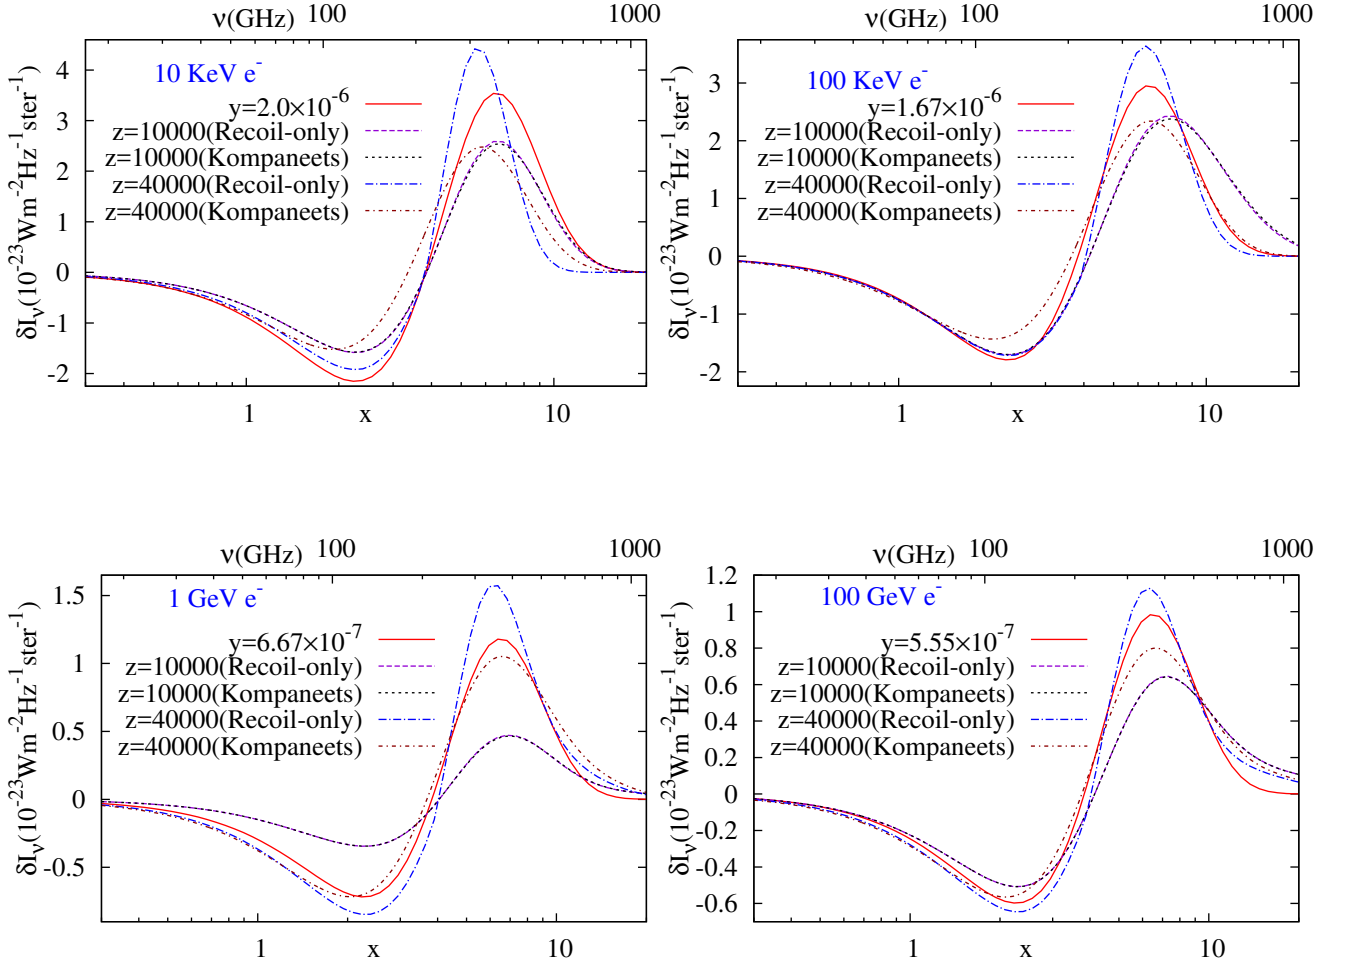 ν(GHz) 100 1000
10 KeV e⁻
y=2.0×10⁻⁶
z=10000(Recoil-only)
z=10000(Kompaneets)
z=40000(Recoil-only)
z=40000(Kompaneets)
δIᵥ(10⁻²³Wm⁻²Hz⁻¹ster⁻¹)
4
3
2
1
0
-1
-2
1 x 10
ν(GHz) 100 1000
100 KeV e⁻
y=1.67×10⁻⁶
z=10000(Recoil-only)
z=10000(Kompaneets)
z=40000(Recoil-only)
z=40000(Kompaneets)
δIᵥ(10⁻²³Wm⁻²Hz⁻¹ster⁻¹)
3
2
1
0
-1
-2
1 x 10
ν(GHz) 100 1000
1 GeV e⁻
y=6.67×10⁻⁷
z=10000(Recoil-only)
z=10000(Kompaneets)
z=40000(Recoil-only)
z=40000(Kompaneets)
δIᵥ(10⁻²³Wm⁻²Hz⁻¹ster⁻¹)
1.5
1
0.5
0
-0.5
1 x 10
ν(GHz) 100 1000
100 GeV e⁻
y=5.55×10⁻⁷
z=10000(Recoil-only)
z=10000(Kompaneets)
z=40000(Recoil-only)
z=40000(Kompaneets)
δIᵥ(10⁻²³Wm⁻²Hz⁻¹ster⁻¹)
1.2
1
0.8
0.6
0.4
0.2
0
-0.2
-0.4
-0.6
1 x 10